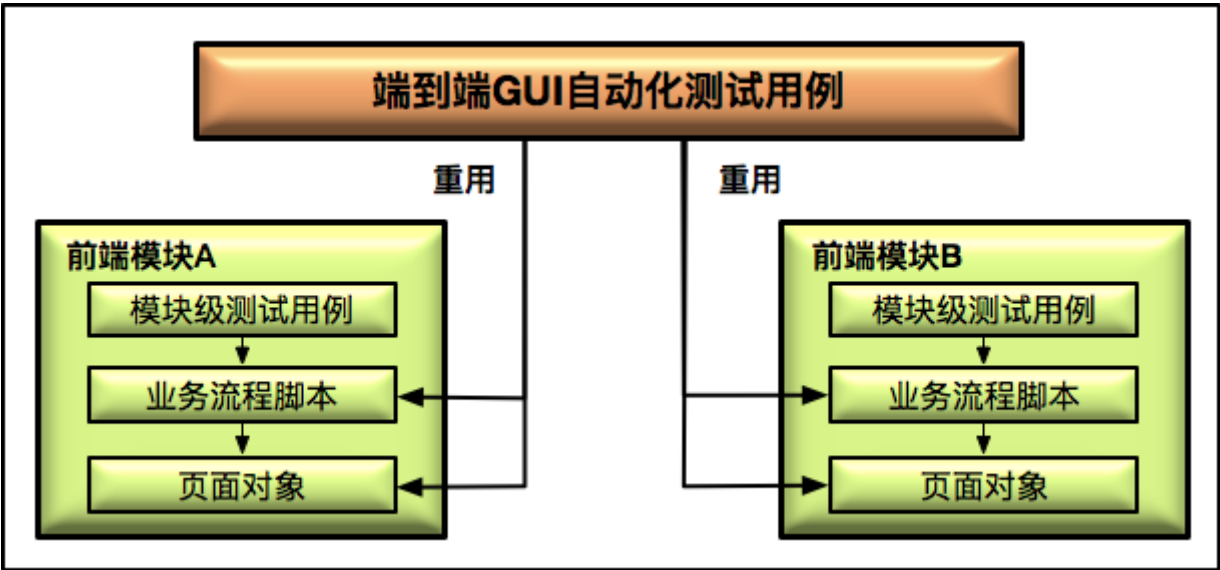 端到端GUI自动化测试用例
重用
重用
前端模块A
模块级测试用例
业务流程脚本
页面对象
前端模块B
模块级测试用例
业务流程脚本
页面对象